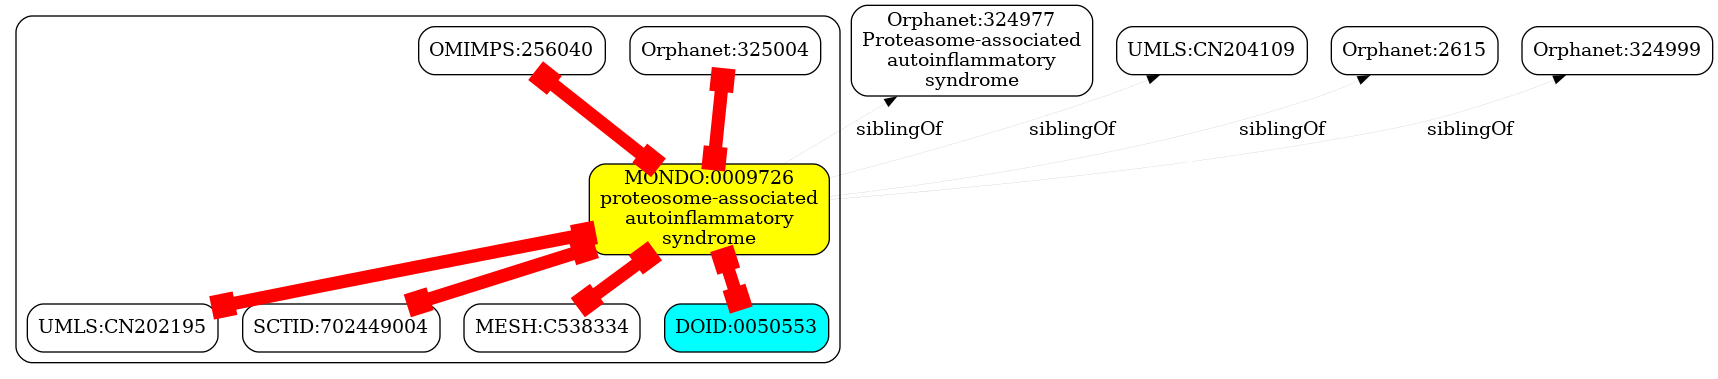 OMIMPS:256040
Orphanet:325004
Orphanet:324977
Proteasome-associated
autoinflammatory
syndrome
UMLS:CN204109
Orphanet:2615
Orphanet:324999
siblingOf
siblingOf
siblingOf
siblingOf
MONDO:0009726
proteosome-associated
autoinflammatory
syndrome
UMLS:CN202195
SCTID:702449004
MESH:C538334
DOID:0050553